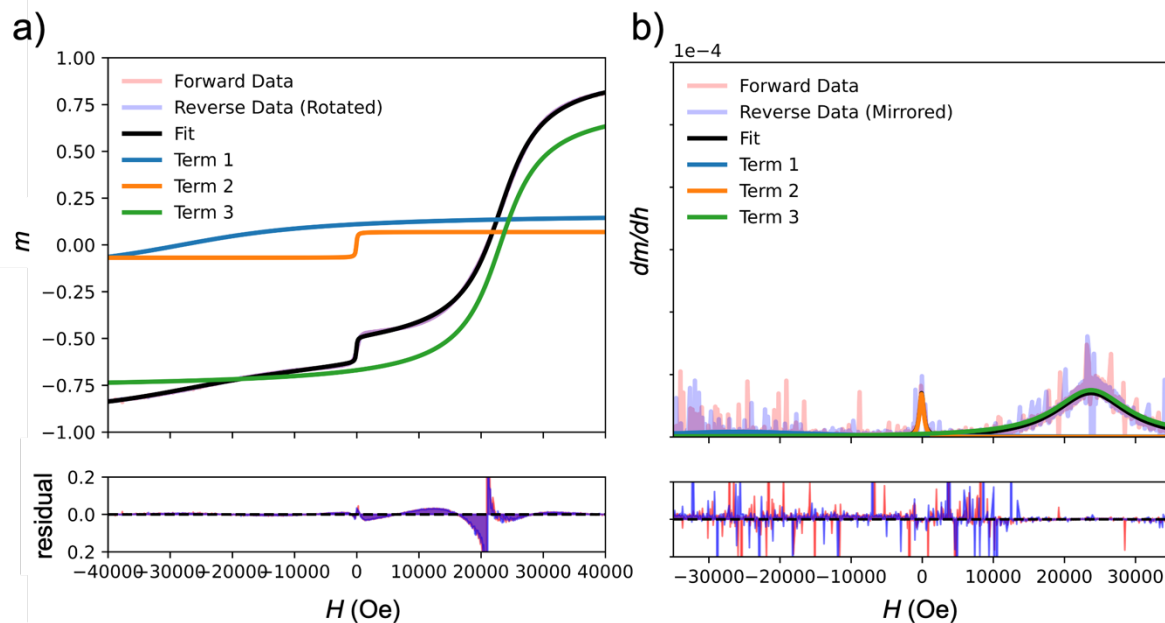 a)
m
1.00
0.75
0.50
0.25
0.00
−0.25
−0.50
−0.75
−1.00
Forward Data
Reverse Data (Rotated)
Fit
Term 1
Term 2
Term 3
residual
0.2
0.0
0.2
−40000 −30000 −20000 −10000 0 10000 20000 30000 40000
H (Oe)
b)
1e−4
dm/dh
Forward Data
Reverse Data (Mirrored)
Fit
Term 1
Term 2
Term 3
−30000 −20000 −10000 0 10000 20000 30000
H (Oe)